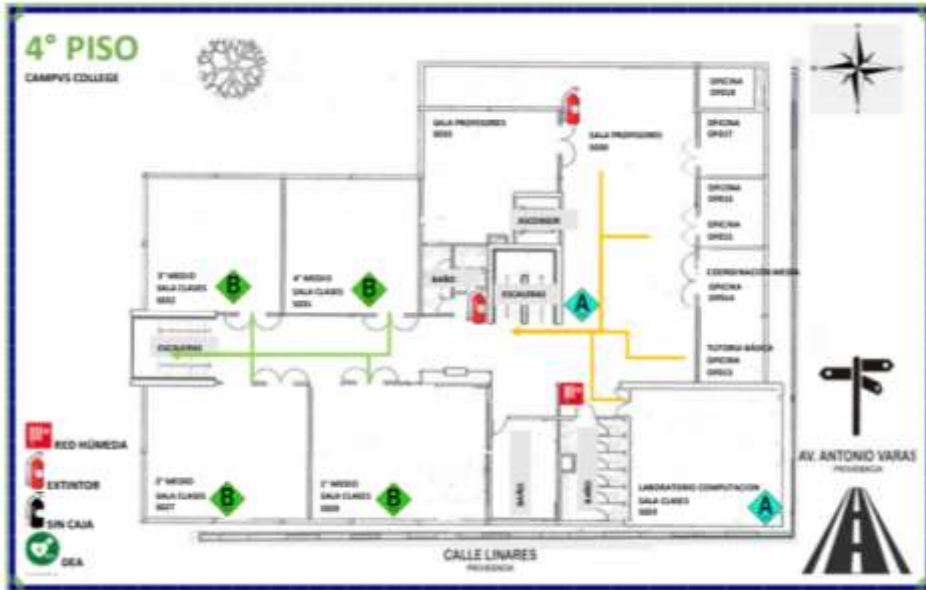 4° PISO
CAMPVS COLLEGE
SALA PROFESORES
SALA PROFESORES
OFICINA
OFICINA
OFICINA
OFICINA
COORDINACIÓN MEDIA
OFICINA
TUTORIA BÁSICA
OFICINA
ASCENSOR
BAÑO
ESCALERAS
A
3° MEDIO
SALA CLASES
B
4° MEDIO
SALA CLASES
B
ESCALERAS
2° MEDIO
SALA CLASES
B
1° MEDIO
SALA CLASES
B
BAÑO
BAÑO
LABORATORIO COMPUTACION
SALA CLASES
A
RED HÚMEDA
EXTINTOR
SIN CAJA
DEA
CALLE LINARES
PROVIDENCIA
AV. ANTONIO VARAS
PROVIDENCIA